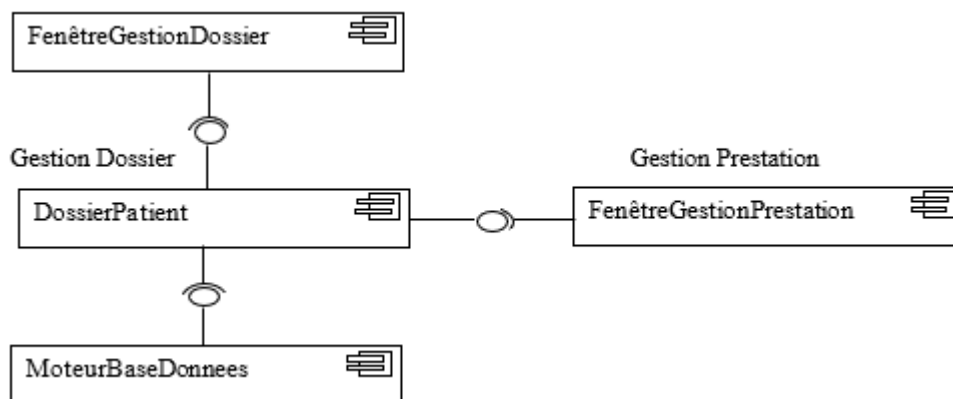 FenêtreGestionDossier
Gestion Dossier
Gestion Prestation
DossierPatient
FenêtreGestionPrestation
MoteurBaseDonnees